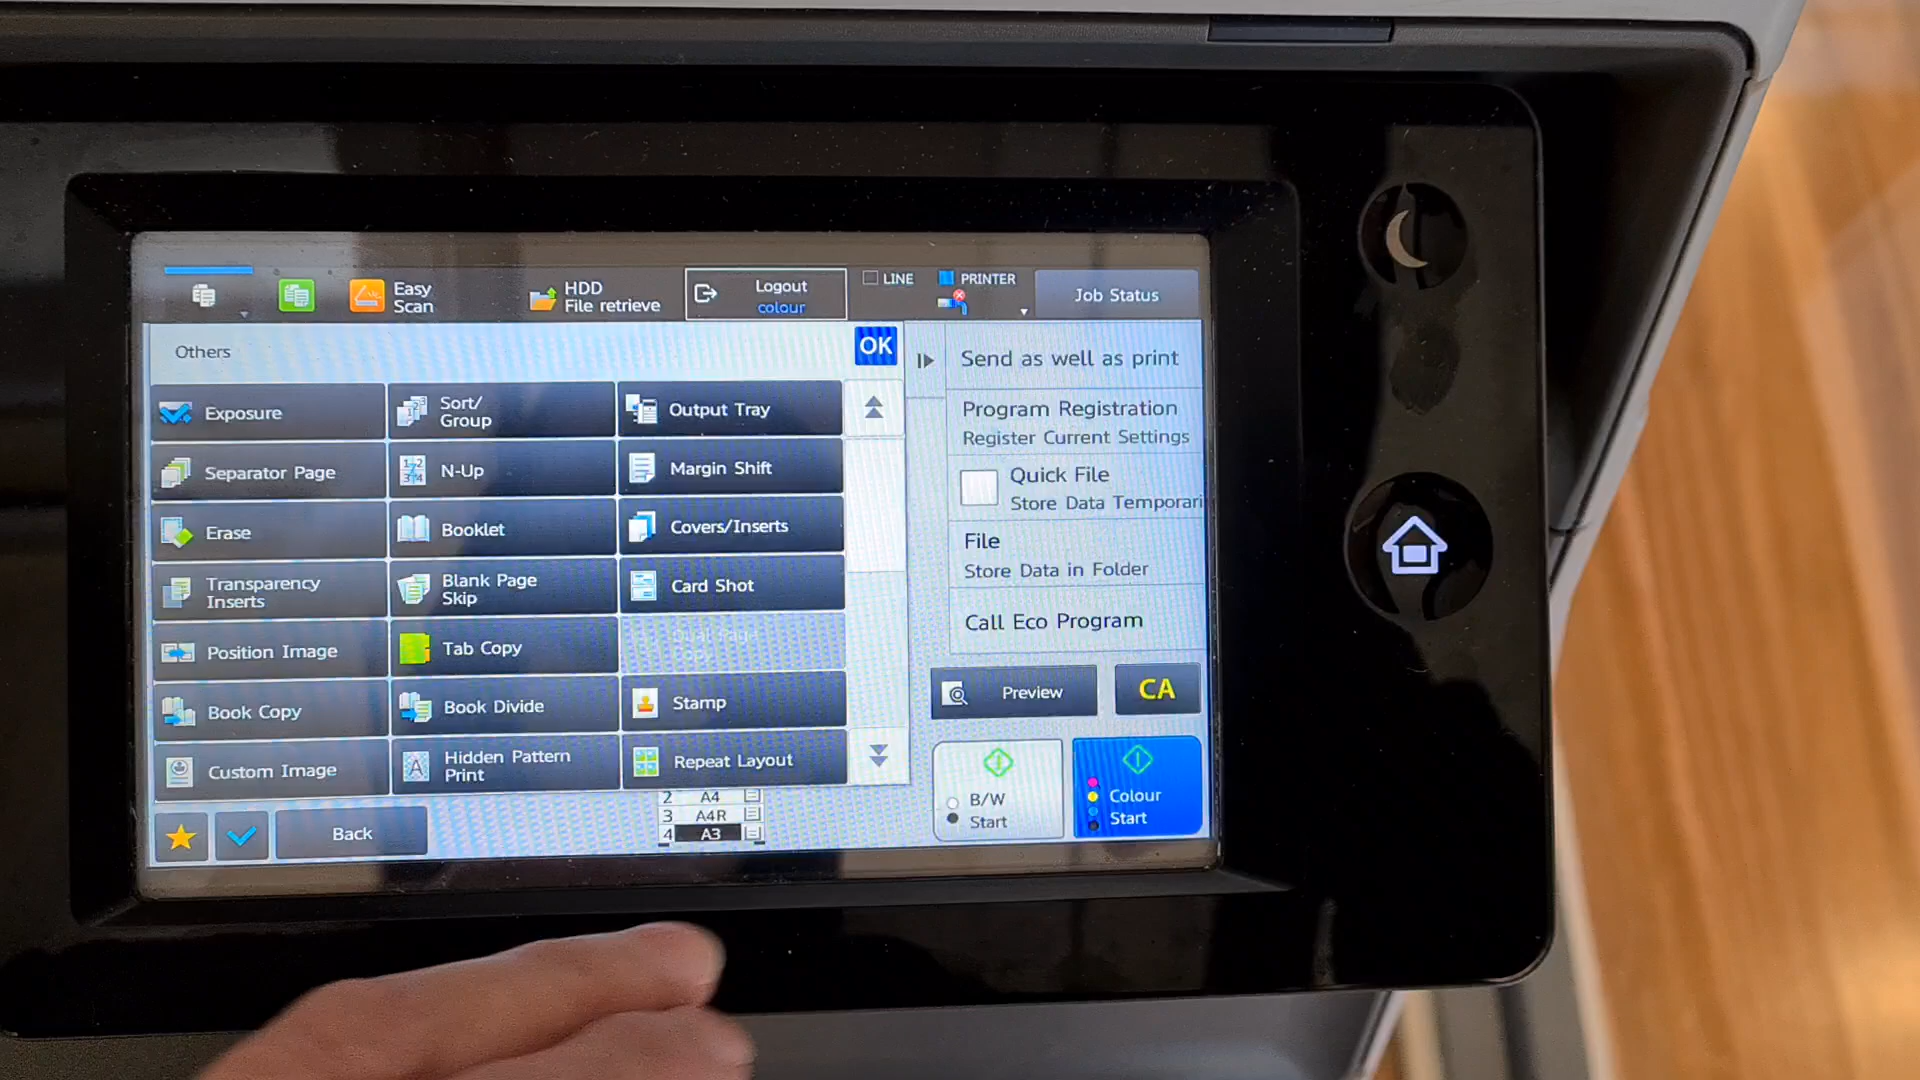 Easy
Scan
HDD
File retrieve
Logout
colour
LINE
PRINTER
Job Status
Others
OK
Exposure
Sort/
Group
Output Tray
Separator Page
N-Up
Margin Shift
Erase
Booklet
Covers/Inserts
Transparency
Inserts
Blank Page
Skip
Card Shot
Position Image
Tab Copy
Dual Page
Copy
Book Copy
Book Divide
Stamp
Custom Image
Hidden Pattern
Print
Repeat Layout
Back
2 A4
3 A4R
4 A3
Send as well as print
Program Registration
Register Current Settings
Quick File
Store Data Temporari
File
Store Data in Folder
Call Eco Program
Preview
CA
B/W
Start
Colour
Start